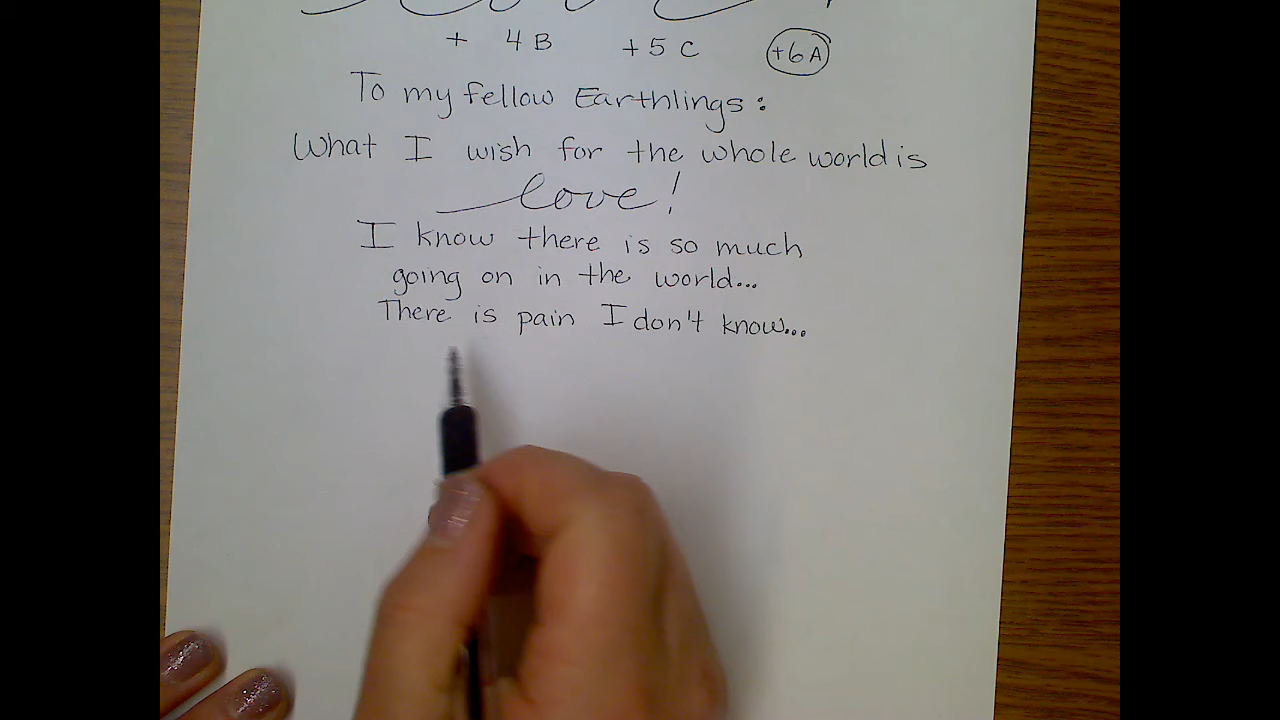 + 4B +5C +6A
To my fellow Earthlings:
What I wish for the whole world is
love!
I know there is so much
going on in the world...
There is pain I don't know...